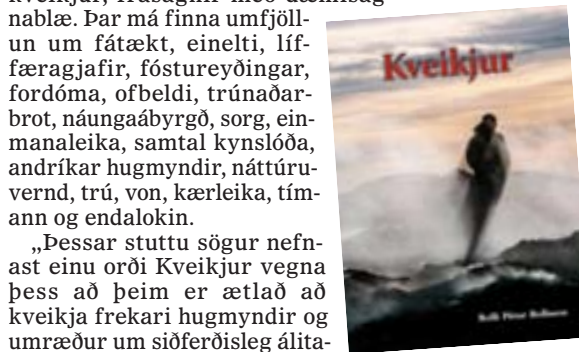 kveikjur, frásagnir með dæmisag-
nablæ. Þar má finna umfjöll-
un um fátækt, einelti, líf-
færagjafir, fóstureyðingar,
fordóma, ofbeldi, trúnaðar-
brot, náungaábyrgð, sorg, ein-
manaleika, samtal kynslóða,
andríkar hugmyndir, náttúru-
vernd, trú, von, kærleika, tím-
ann og endalokin.
„Þessar stuttu sögur nefn-
ast einu orði Kveikjur vegna
þess að þeim er ætlað að
kveikja frekari hugmyndir og
umræður um siðferðisleg álita-
Kveikjur
Bolli Pétur Bollason